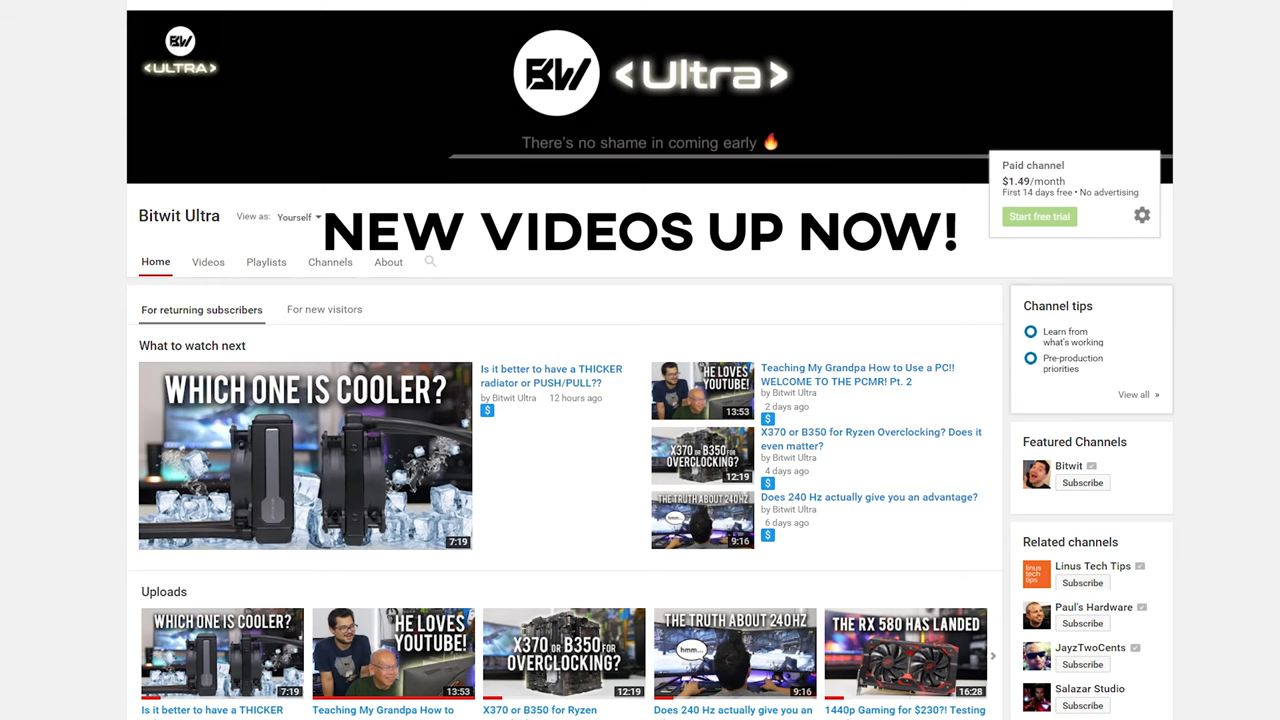 BW
<ULTRA>
BW <Ultra>
There's no shame in coming early 🔥
Paid channel
$1.49/month
First 14 days free • No advertising
Start free trial
Bitwit Ultra
View as: Yourself
NEW VIDEOS UP NOW!
Home Videos Playlists Channels About
For returning subscribers For new visitors
What to watch next
WHICH ONE IS COOLER?
7:19
Is it better to have a THICKER
radiator or PUSH/PULL??
by Bitwit Ultra 12 hours ago
$
HE LOVES
YOUTUBE!
13:53
Teaching My Grandpa How to Use a PC!!
WELCOME TO THE PCMR! Pt. 2
by Bitwit Ultra
2 days ago
$
X370 OR B350 FOR
OVERCLOCKING?
12:19
X370 or B350 for Ryzen Overclocking? Does it
even matter?
by Bitwit Ultra
4 days ago
$
THE TRUTH ABOUT 240HZ
hmm...
9:16
Does 240 Hz actually give you an advantage?
by Bitwit Ultra
6 days ago
$
Channel tips
Learn from
what's working
Pre-production
priorities
View all »
Featured Channels
Bitwit
Subscribe
Related channels
linus
tech
tips
Linus Tech Tips
Subscribe
Paul's Hardware
Subscribe
JayzTwoCents
Subscribe
Salazar Studio
Subscribe
Uploads
WHICH ONE IS COOLER?
7:19
Is it better to have a THICKER
HE LOVES
YOUTUBE!
13:53
Teaching My Grandpa How to
X370 OR B350 FOR
OVERCLOCKING?
12:19
X370 or B350 for Ryzen
THE TRUTH ABOUT 240HZ
hmm...
9:16
Does 240 Hz actually give you an
THE RX 580 HAS LANDED
16:28
1440p Gaming for $230?! Testing